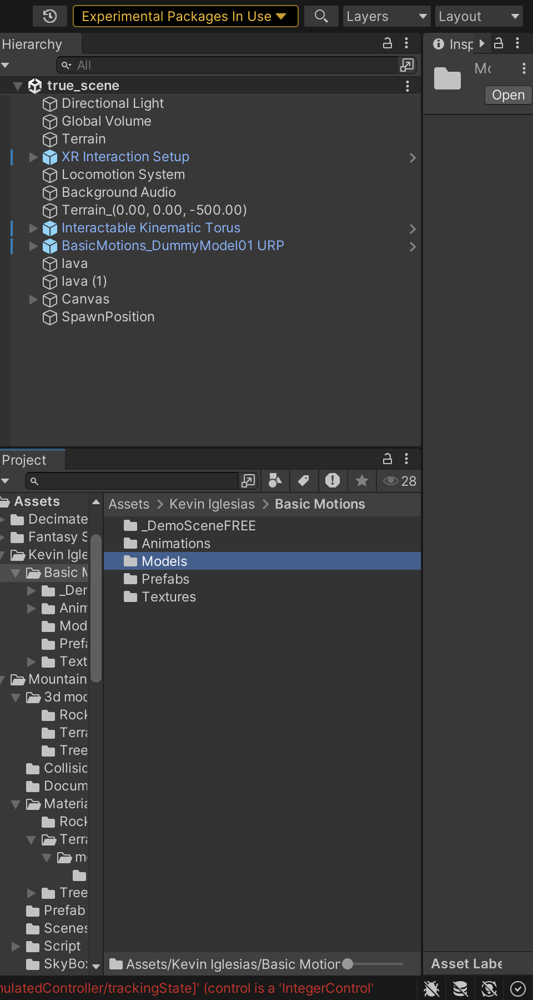 Experimental Packages In Use
Layers
Layout
Hierarchy
Insp
All
true_scene
Open
Directional Light
Global Volume
Terrain
XR Interaction Setup
Locomotion System
Background Audio
Terrain_(0.00, 0.00, -500.00)
Interactable Kinematic Torus
BasicMotions_DummyModel01 URP
lava
lava (1)
Canvas
SpawnPosition
Project
28
Assets
Decimate
Fantasy S
Kevin Igle
Basic M
_Der
Anim
Mod
Prefa
Text
Mountain
3d mod
Rock
Terra
Tree
Collisio
Docum
Materia
Rock
Terra
mo
Tree
Prefab
Scenes
Script
SkyBox
Assets > Kevin Iglesias > Basic Motions
_DemoSceneFREE
Animations
Models
Prefabs
Textures
Assets/Kevin Iglesias/Basic Motion
Asset Labe
mulatedController/trackingState]' (control is a 'IntegerControl'